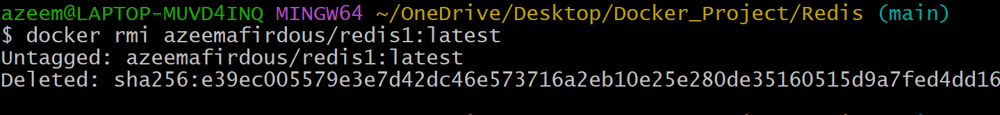 azeem@LAPTOP-MUVD4INQ MINGW64 ~/OneDrive/Desktop/Docker_Project/Redis (main)
$ docker rmi azeemafirdous/redis1:latest
Untagged: azeemafirdous/redis1:latest
Deleted: sha256:e39ec005579e3e7d42dc46e573716a2eb10e25e280de35160515d9a7fed4dd16